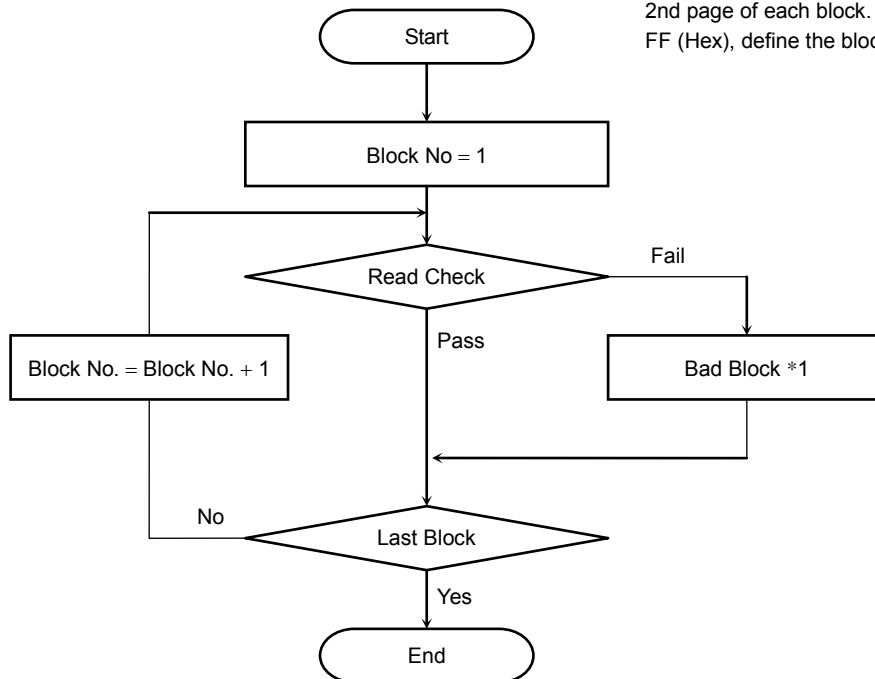 2nd page of each block.
FF (Hex), define the bloc
Start
Block No = 1
Read Check
Fail
Pass
Block No. = Block No. + 1
Bad Block *1
No
Last Block
Yes
End